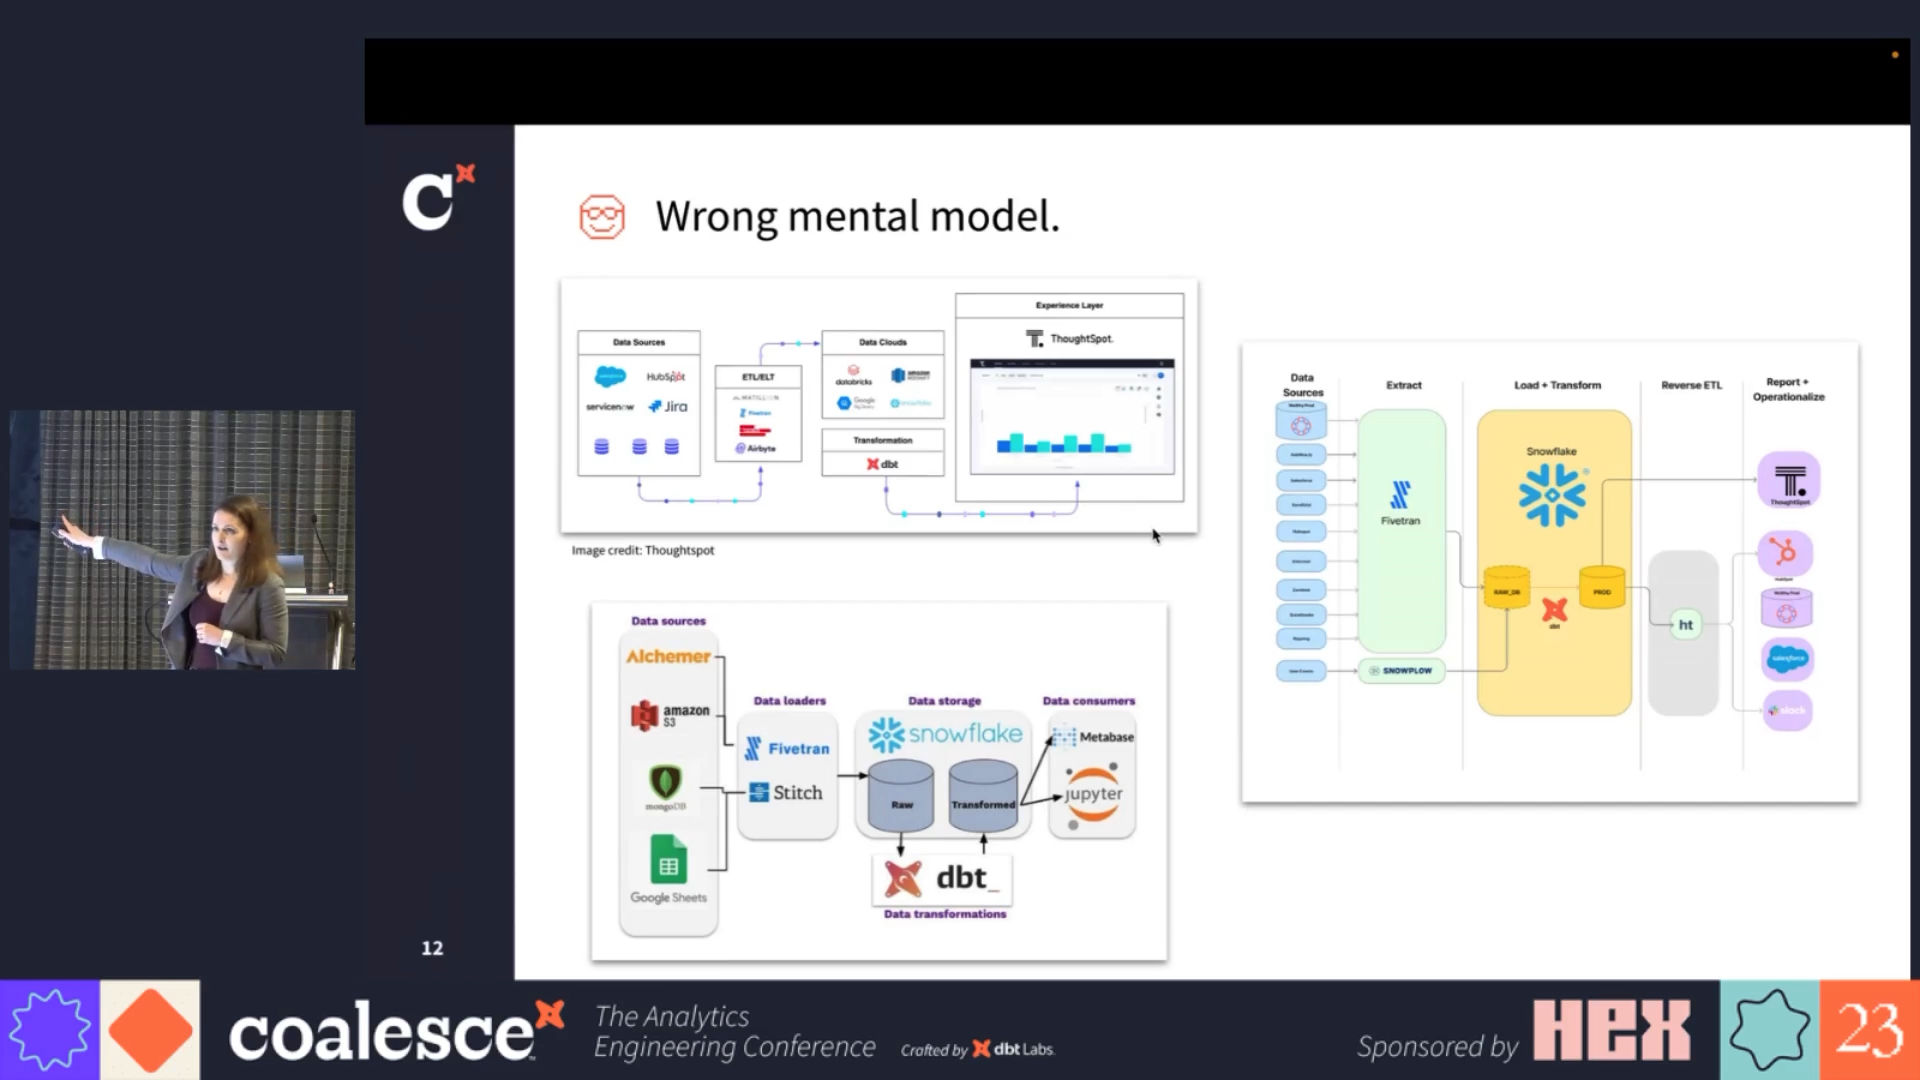 C
Wrong mental model.
Data Sources
salesforce
HubSpot
servicenow
Jira
ETL/ELT
MATILLION
Fivetran
Airbyte
Data Clouds
databricks
amazon
Google
snowflake
Transformation
dbt
Experience Layer
ThoughtSpot.
Image credit: Thoughtspot
Data sources
Alchemer
amazon
S3
mongoDB
Google Sheets
Data loaders
Fivetran
Stitch
Data storage
snowflake
Raw
Transformed
dbt_
Data transformations
Data consumers
Metabase
jupyter
Data
Sources
Extract
Load + Transform
Reverse ETL
Report +
Operationalize
Fivetran
SNOWPLOW
Snowflake
RAW_DB
dbt
PROD
ht
ThoughtSpot
HubSpot
salesforce
slack
12
coalesce
The Analytics
Engineering Conference
Crafted by dbt Labs
Sponsored by HEX
23